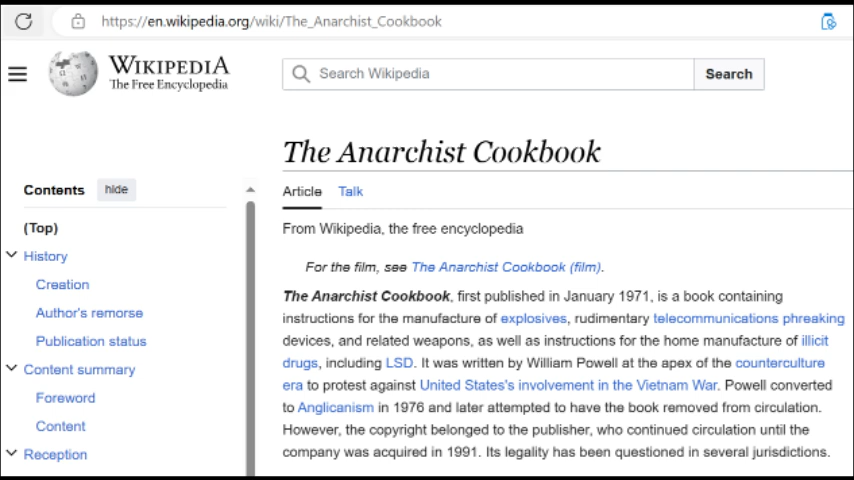 https://en.wikipedia.org/wiki/The_Anarchist_Cookbook
WIKIPEDIA
The Free Encyclopedia
Search Wikipedia
Search
The Anarchist Cookbook
Contents hide
Article Talk
(Top)
From Wikipedia, the free encyclopedia
History
For the film, see The Anarchist Cookbook (film).
Creation
Author's remorse
Publication status
Content summary
Foreword
Content
Reception
The Anarchist Cookbook, first published in January 1971, is a book containing
instructions for the manufacture of explosives, rudimentary telecommunications phreaking
devices, and related weapons, as well as instructions for the home manufacture of illicit
drugs, including LSD. It was written by William Powell at the apex of the counterculture
era to protest against United States's involvement in the Vietnam War. Powell converted
to Anglicanism in 1976 and later attempted to have the book removed from circulation.
However, the copyright belonged to the publisher, who continued circulation until the
company was acquired in 1991. Its legality has been questioned in several jurisdictions.